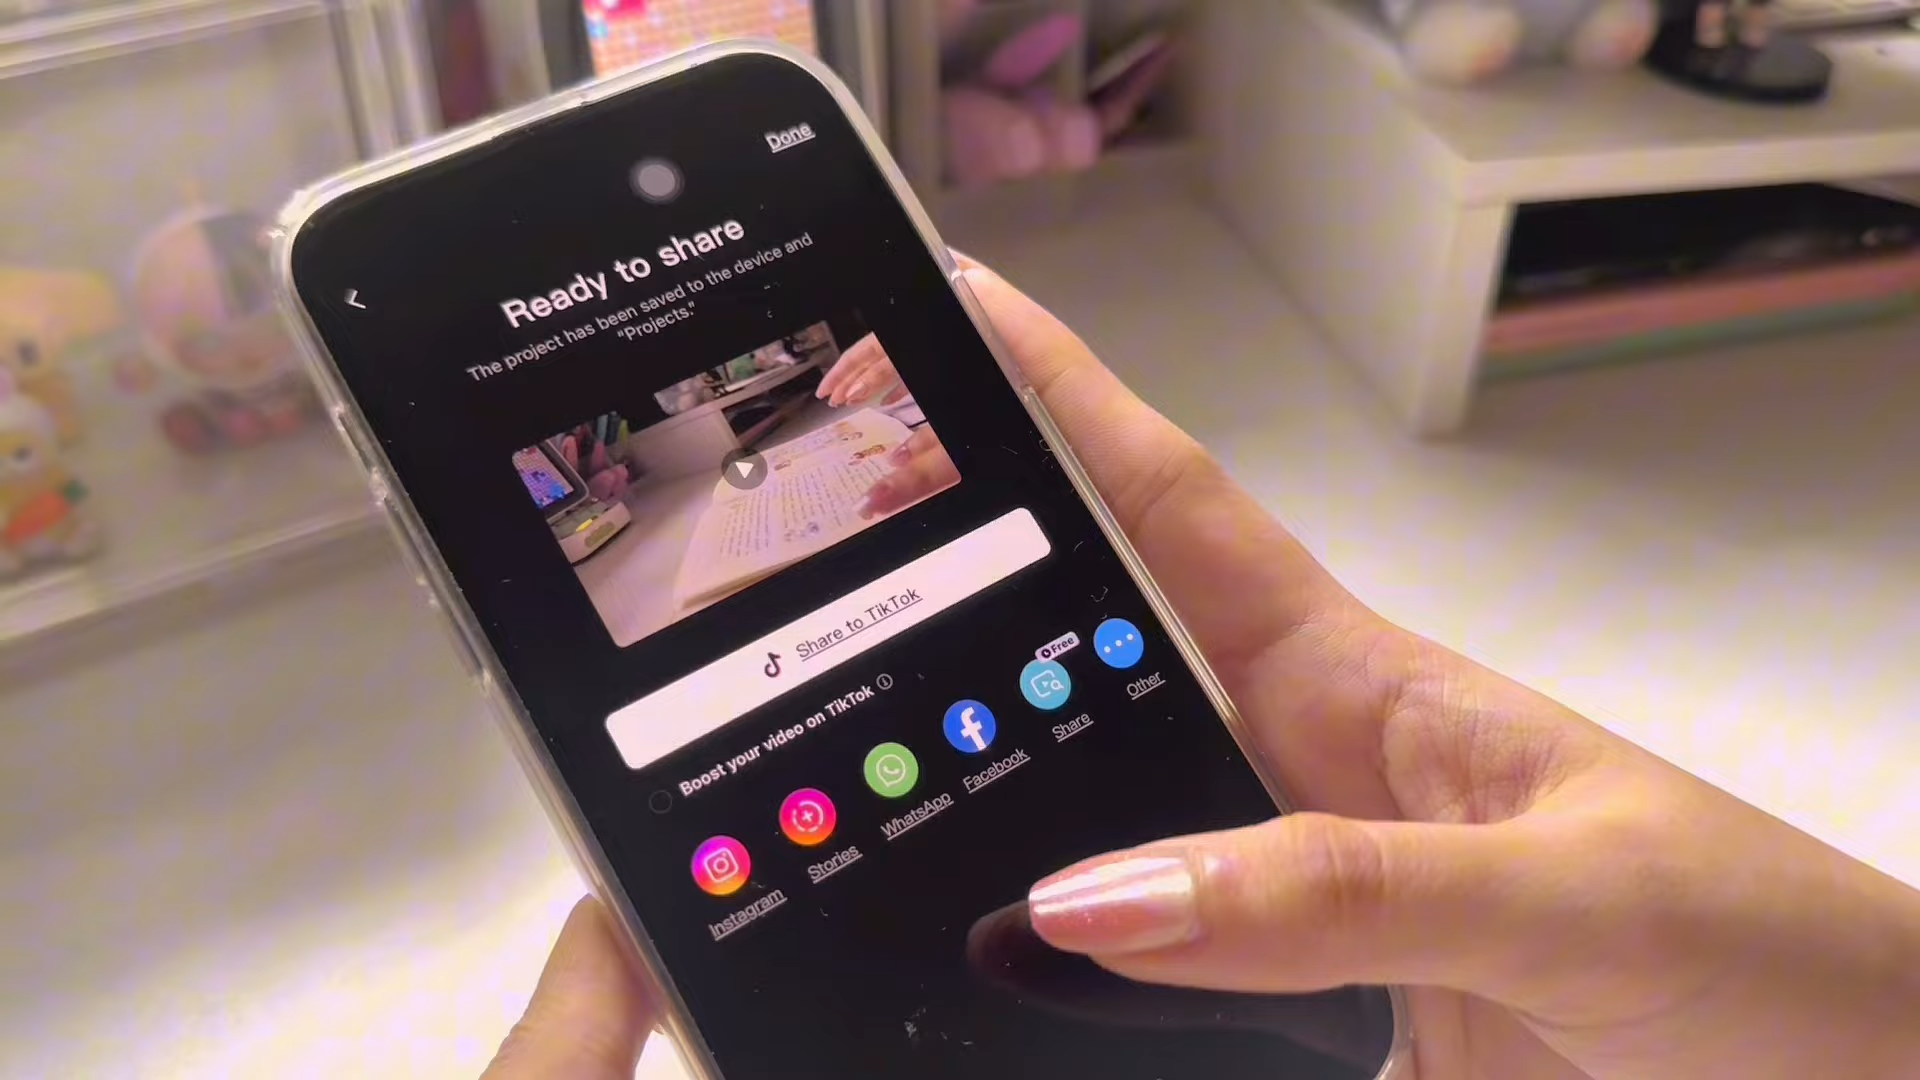 Done
Ready to share
The project has been saved to the device and
"Projects."
Share to TikTok
Boost your video on TikTok
Free
Instagram
Stories
WhatsApp
Facebook
Share
Other